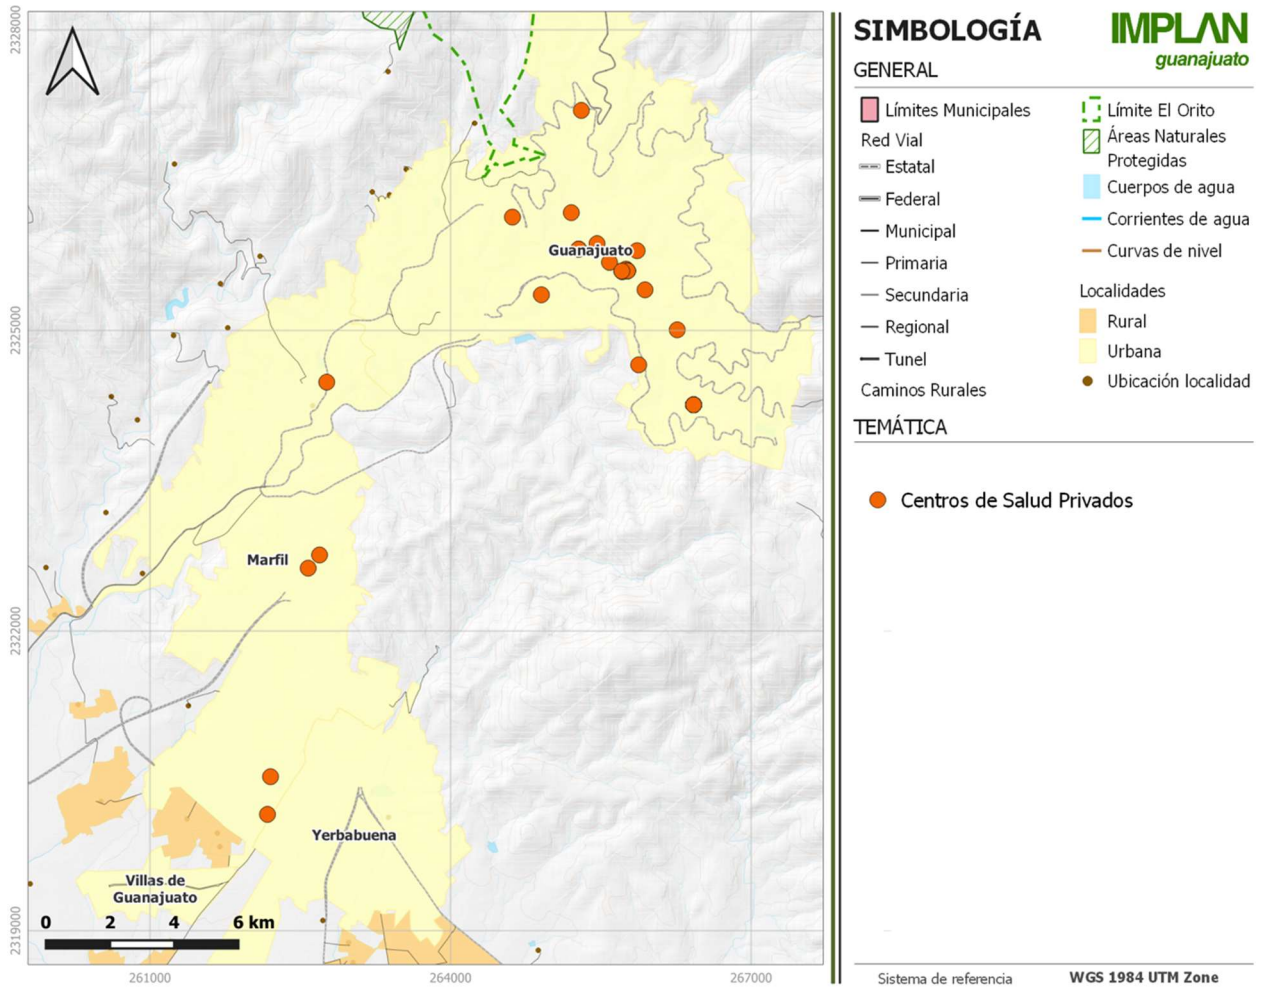 2328000
2325000
2322000
2319000
261000
264000
267000
Guanajuato
Marfil
Yerbabuena
Villas de
Guanajuato
0 2 4 6 km
SIMBOLOGÍA
IMPLAN
guanajuato
GENERAL
Límites Municipales
Red Vial
Estatal
Federal
Municipal
Primaria
Secundaria
Regional
Tunel
Caminos Rurales
Límite El Orito
Áreas Naturales
Protegidas
Cuerpos de agua
Corrientes de agua
Curvas de nivel
Localidades
Rural
Urbana
Ubicación localidad
TEMÁTICA
Centros de Salud Privados
Sistema de referencia WGS 1984 UTM Zone